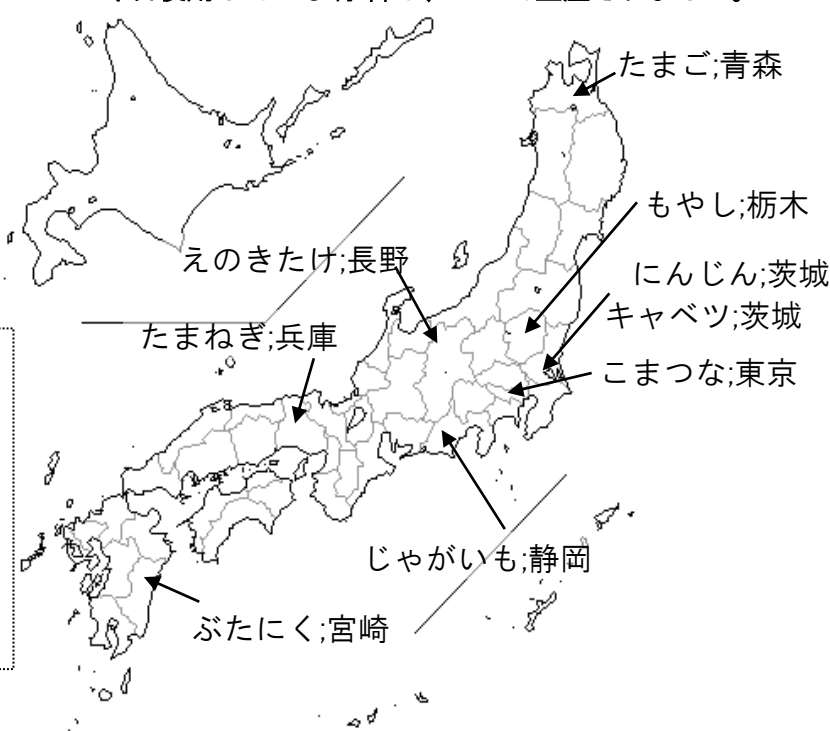 たまご;青森
もやし;栃木
えのきたけ;長野
にんじん;茨城
キャベツ;茨城
たまねぎ;兵庫
こまつな;東京
じゃがいも;静岡
ぶたにく;宮崎